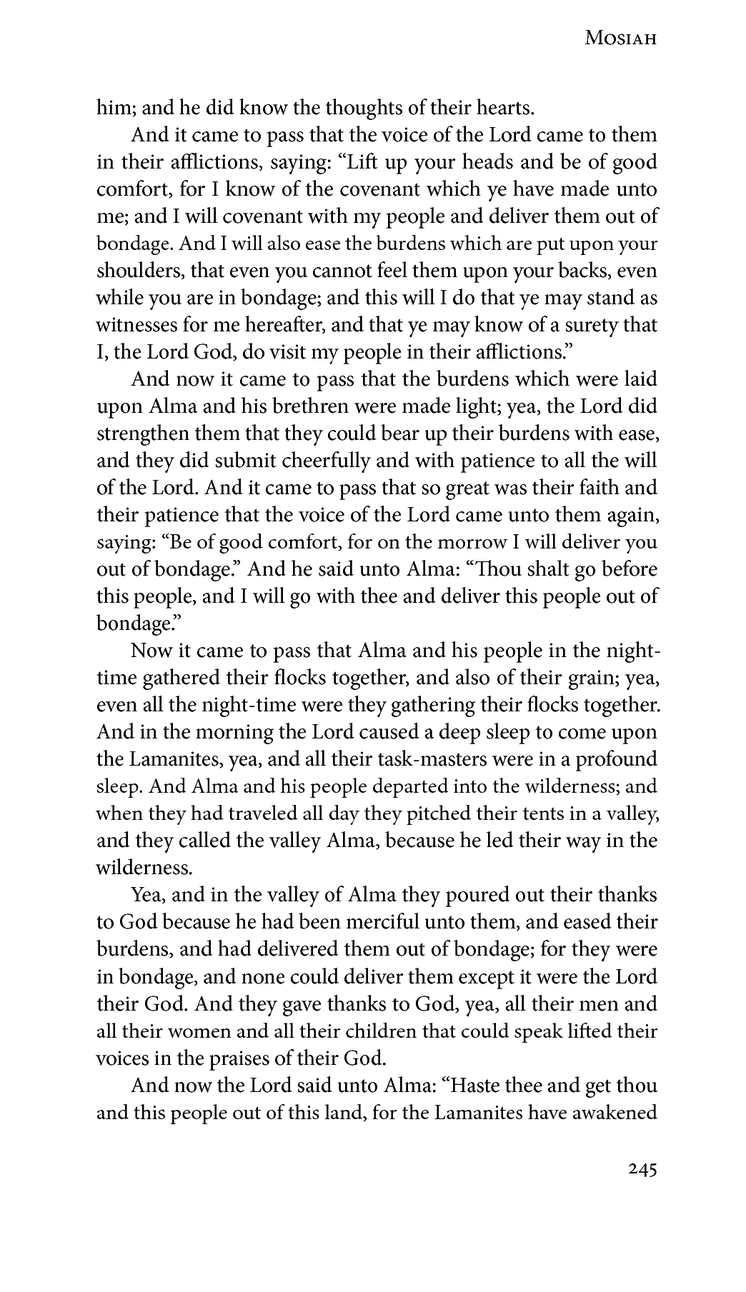 Mosiah
him; and he did know the thoughts of their hearts.
And it came to pass that the voice of the Lord came to them
in their afflictions, saying: “Lift up your heads and be of good
comfort, for I know of the covenant which ye have made unto
me; and I will covenant with my people and deliver them out of
bondage. And I will also ease the burdens which are put upon your
shoulders, that even you cannot feel them upon your backs, even
while you are in bondage; and this will I do that ye may stand as
witnesses for me hereafter, and that ye may know of a surety that
I, the Lord God, do visit my people in their afflictions.”
And now it came to pass that the burdens which were laid
upon Alma and his brethren were made light; yea, the Lord did
strengthen them that they could bear up their burdens with ease,
and they did submit cheerfully and with patience to all the will
of the Lord. And it came to pass that so great was their faith and
their patience that the voice of the Lord came unto them again,
saying: “Be of good comfort, for on the morrow I will deliver you
out of bondage.” And he said unto Alma: “Thou shalt go before
this people, and I will go with thee and deliver this people out of
bondage.”
Now it came to pass that Alma and his people in the night-
time gathered their flocks together, and also of their grain; yea,
even all the night-time were they gathering their flocks together.
And in the morning the Lord caused a deep sleep to come upon
the Lamanites, yea, and all their task-masters were in a profound
sleep. And Alma and his people departed into the wilderness; and
when they had traveled all day they pitched their tents in a valley,
and they called the valley Alma, because he led their way in the
wilderness.
Yea, and in the valley of Alma they poured out their thanks
to God because he had been merciful unto them, and eased their
burdens, and had delivered them out of bondage; for they were
in bondage, and none could deliver them except it were the Lord
their God. And they gave thanks to God, yea, all their men and
all their women and all their children that could speak lifted their
voices in the praises of their God.
And now the Lord said unto Alma: “Haste thee and get thou
and this people out of this land, for the Lamanites have awakened
245